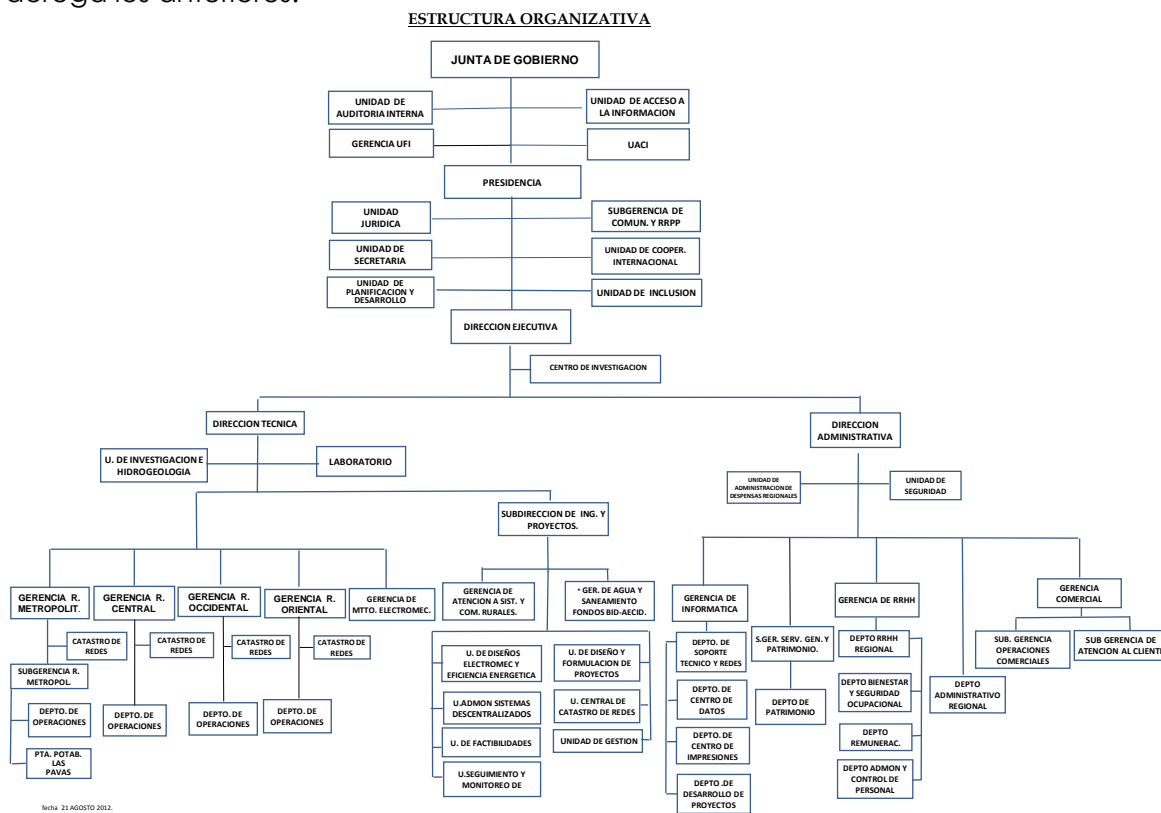 ESTRUCTURA ORGANIZATIVA
JUNTA DE GOBIERNO
UNIDAD DE
AUDITORIA INTERNA
UNIDAD DE ACCESO A
LA INFORMACION
GERENCIA UFI
UACI
PRESIDENCIA
UNIDAD
JURIDICA
SUBGERENCIA DE
COMUN. Y RRPP
UNIDAD DE
SECRETARIA
UNIDAD DE COOPER.
INTERNACIONAL
UNIDAD DE
PLANIFICACION Y
DESARROLLO
UNIDAD DE INCLUSION
DIRECCION EJECUTIVA
CENTRO DE INVESTIGACION
DIRECCION TECNICA
DIRECCION
ADMINISTRATIVA
U. DE INVESTIGACION E
HIDROGEOLOGIA
LABORATORIO
UNIDAD DE
ADMINISTRACION DE
DESPENSAS REGIONALES
UNIDAD DE
SEGURIDAD
SUBDIRECCION DE ING. Y
PROYECTOS.
GERENCIA R.
METROPOLIT.
GERENCIA R.
CENTRAL
GERENCIA R.
OCCIDENTAL
GERENCIA R.
ORIENTAL
GERENCIA DE
MTTO. ELECTROMEC.
GERENCIA DE
ATENCION A SIST. Y
COM. RURALES.
* GER. DE AGUA Y
SANEAMIENTO
FONDOS BID-AECID.
GERENCIA DE
INFORMATICA
S.GER. SERV. GEN. Y
PATRIMONIO.
GERENCIA DE RRHH
GERENCIA
COMERCIAL
CATASTRO DE
REDES
CATASTRO DE
REDES
CATASTRO DE
REDES
CATASTRO DE
REDES
SUBGERENCIA R.
METROPOL.
DEPTO. DE
OPERACIONES
DEPTO. DE
OPERACIONES
DEPTO. DE
OPERACIONES
DEPTO. DE
OPERACIONES
PTA. POTAB.
LAS
PAVAS
U. DE DISEÑOS
ELECTROMEC Y
EFICIENCIA ENERGETICA
U. DE DISEÑO Y
FORMULACION DE
PROYECTOS
U.ADMON SISTEMAS
DESCENTRALIZADOS
U. CENTRAL DE
CATASTRO DE REDES
U. DE FACTIBILIDADES
UNIDAD DE GESTION
U.SEGUIMIENTO Y
MONITOREO DE
DEPTO. DE
SOPORTE
TECNICO Y REDES
DEPTO. DE
CENTRO DE
DATOS
DEPTO. DE
CENTRO DE
IMPRESIONES
DEPTO .DE
DESARROLLO DE
PROYECTOS
DEPTO DE
PATRIMONIO
DEPTO RRHH
REGIONAL
DEPTO BIENESTAR
Y SEGURIDAD
OCUPACIONAL
DEPTO
REMUNERAC.
DEPTO ADMON Y
CONTROL DE
PERSONAL
DEPTO
ADMINISTRATIVO
REGIONAL
SUB. GERENCIA
OPERACIONES
COMERCIALES
SUB GERENCIA DE
ATENCION AL CLIENT
fecha 21 AGOSTO 2012.